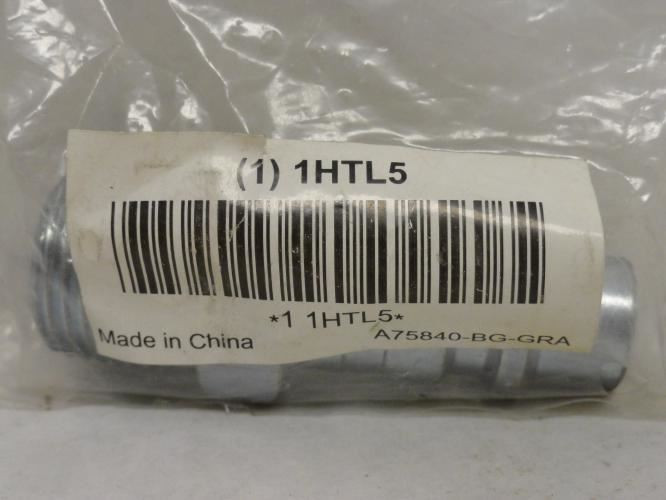 (1) 1HTL5
*1 1HTL5*
Made in China
A75840-BG-GRA